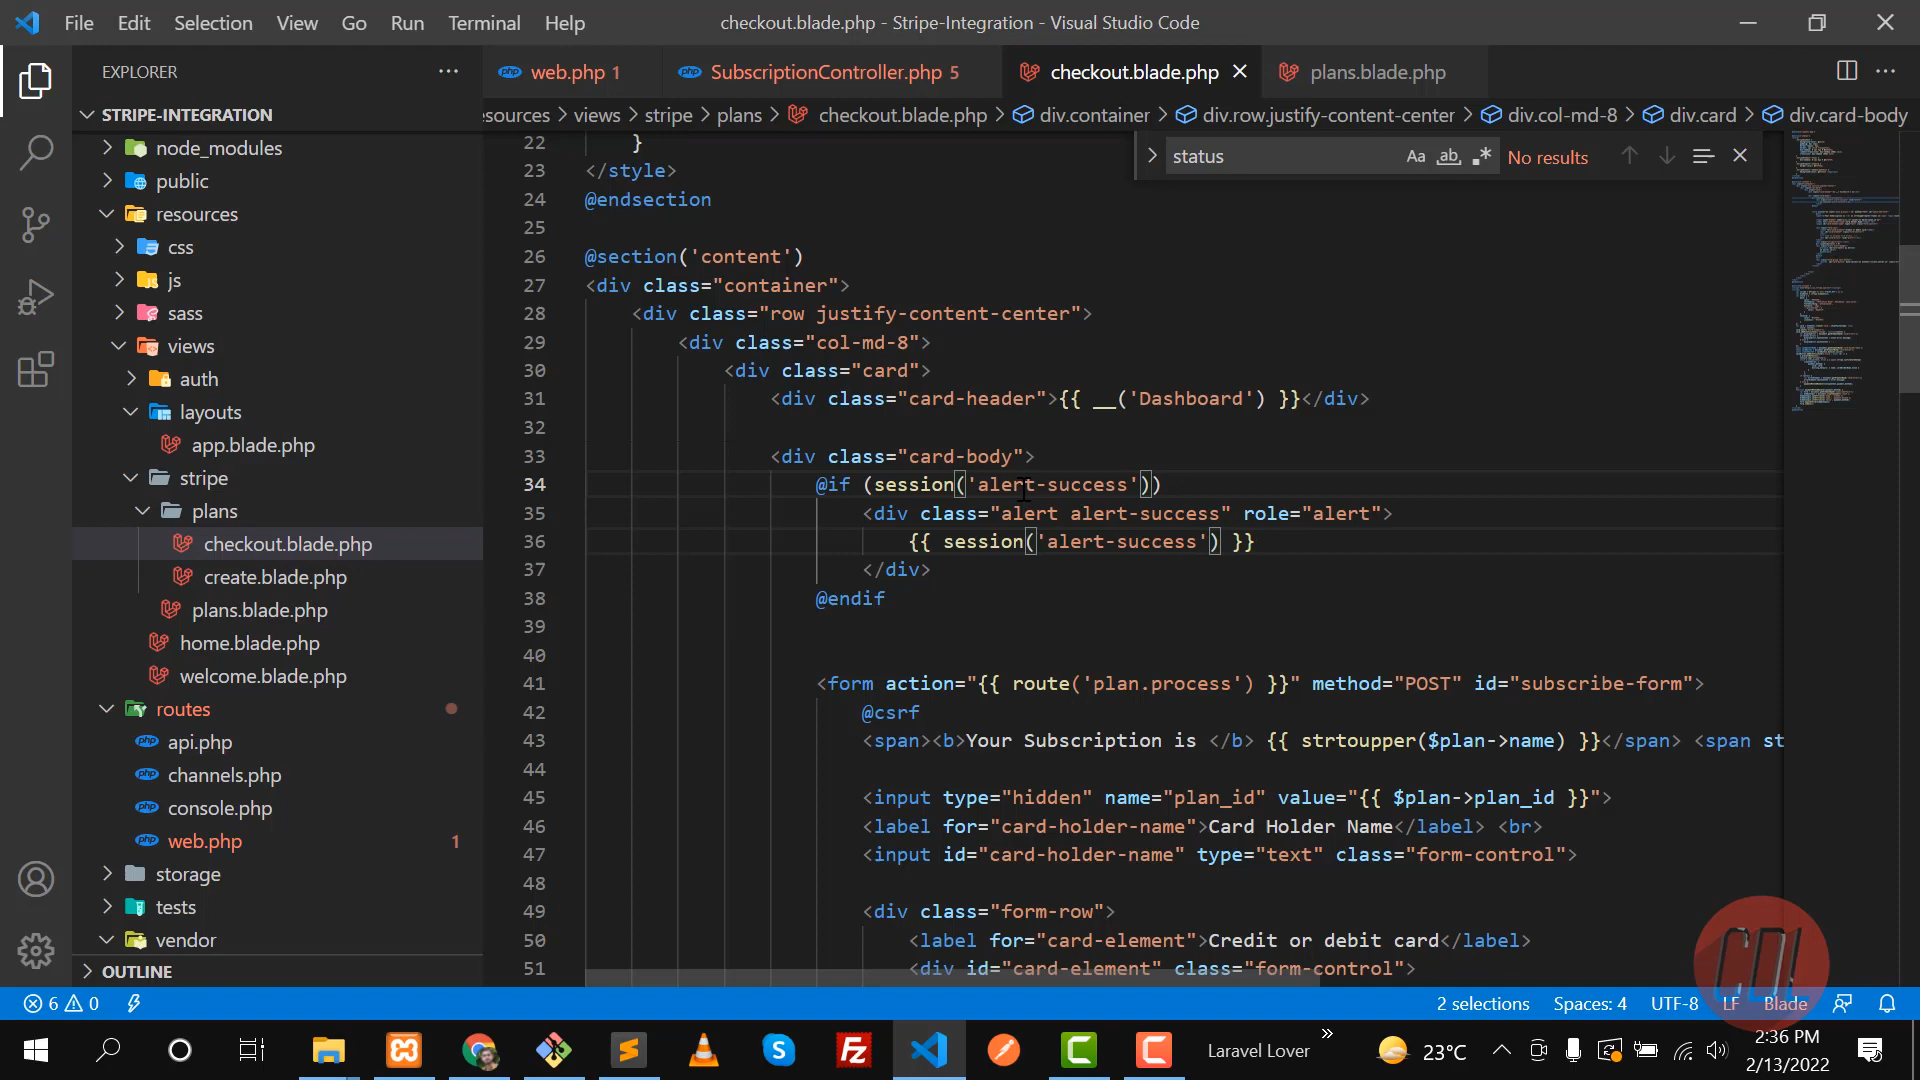 File Edit Selection View Go Run Terminal Help
checkout.blade.php - Stripe-Integration - Visual Studio Code
EXPLORER
web.php 1
SubscriptionController.php 5
checkout.blade.php
plans.blade.php
STRIPE-INTEGRATION
esources > views > stripe > plans > checkout.blade.php > div.container > div.row.justify-content-center > div.col-md-8 > div.card > div.card-body
status
Aa ab .*
No results
node_modules
public
resources
css
js
sass
views
auth
layouts
app.blade.php
stripe
plans
checkout.blade.php
create.blade.php
plans.blade.php
home.blade.php
welcome.blade.php
routes
api.php
channels.php
console.php
web.php 1
storage
tests
vendor
OUTLINE
22 }
23 </style>
24 @endsection
25
26 @section('content')
27 <div class="container">
28 <div class="row justify-content-center">
29 <div class="col-md-8">
30 <div class="card">
31 <div class="card-header">{{ __('Dashboard') }}</div>
32
33 <div class="card-body">
34 @if (session('alert-success'))
35 <div class="alert alert-success" role="alert">
36 {{ session('alert-success') }}
37 </div>
38 @endif
39
40
41 <form action="{{ route('plan.process') }}" method="POST" id="subscribe-form">
42 @csrf
43 <span><b>Your Subscription is </b> {{ strtoupper($plan->name) }}</span> <span st
44
45 <input type="hidden" name="plan_id" value="{{ $plan->plan_id }}">
46 <label for="card-holder-name">Card Holder Name</label> <br>
47 <input id="card-holder-name" type="text" class="form-control">
48
49 <div class="form-row">
50 <label for="card-element">Credit or debit card</label>
51 <div id="card-element" class="form-control">
6 0
2 selections Spaces: 4 UTF-8 LF Blade
Laravel Lover
23°C
2:36 PM
2/13/2022